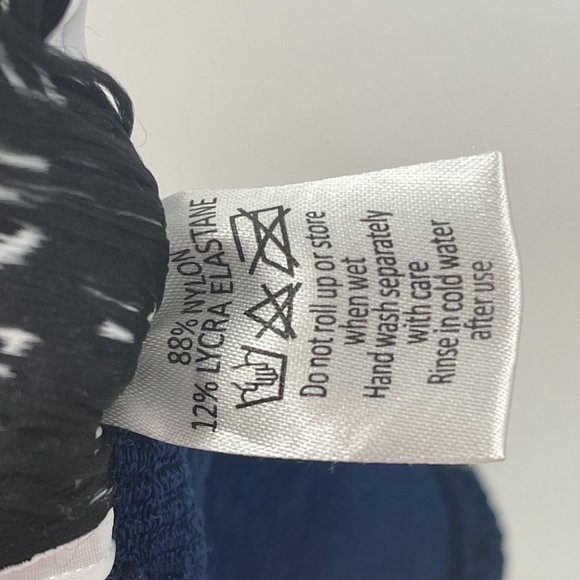 88% NYLON
12% LYCRA ELASTANE
Do not roll up or store
when wet
Hand wash separately
with care
Rinse in cold water
after use